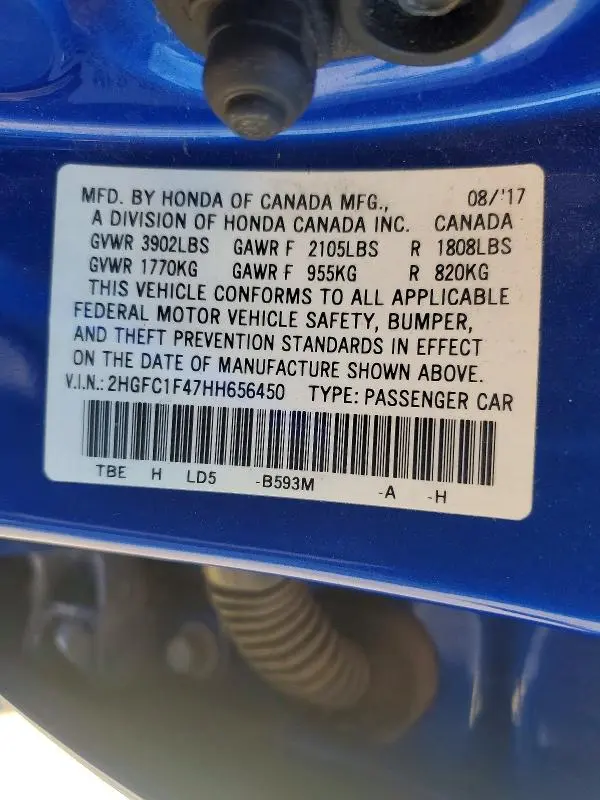 MFD. BY HONDA OF CANADA MFG., 08/'17
A DIVISION OF HONDA CANADA INC. CANADA
GVWR 3902LBS GAWR F 2105LBS R 1808LBS
GVWR 1770KG GAWR F 955KG R 820KG
THIS VEHICLE CONFORMS TO ALL APPLICABLE
FEDERAL MOTOR VEHICLE SAFETY, BUMPER,
AND THEFT PREVENTION STANDARDS IN EFFECT
ON THE DATE OF MANUFACTURE SHOWN ABOVE.
V.I.N.: 2HGFC1F47HH656450 TYPE: PASSENGER CAR
TBE H LD5 -B593M -A -H